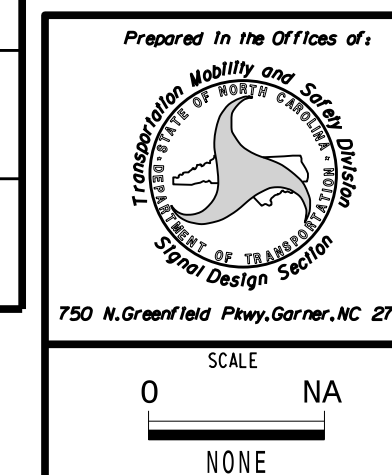 Prepared in the Offices of:
Transportation Mobility and Safety Division
STATE OF NORTH CAROLINA
DEPARTMENT OF TRANSPORTATION
Signal Design Section
750 N.Greenfield Pkwy,Garner,NC 27
SCALE
0 NA
NONE